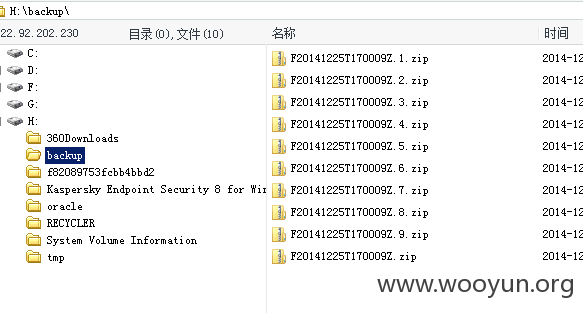 H:\backup\
22.92.202.230 目录(0),文件(10) 名称 时间
C:
D:
F:
G:
H:
360Downloads
backup
f82089753fcbb4bbd2
Kaspersky Endpoint Security 8 for Win
oracle
RECYCLER
System Volume Information
tmp
F20141225T170009Z.1.zip 2014-12
F20141225T170009Z.2.zip 2014-12
F20141225T170009Z.3.zip 2014-12
F20141225T170009Z.4.zip 2014-12
F20141225T170009Z.5.zip 2014-12
F20141225T170009Z.6.zip 2014-12
F20141225T170009Z.7.zip 2014-12
F20141225T170009Z.8.zip 2014-12
F20141225T170009Z.9.zip 2014-12
F20141225T170009Z.zip 2014-12
www.wooyun.org